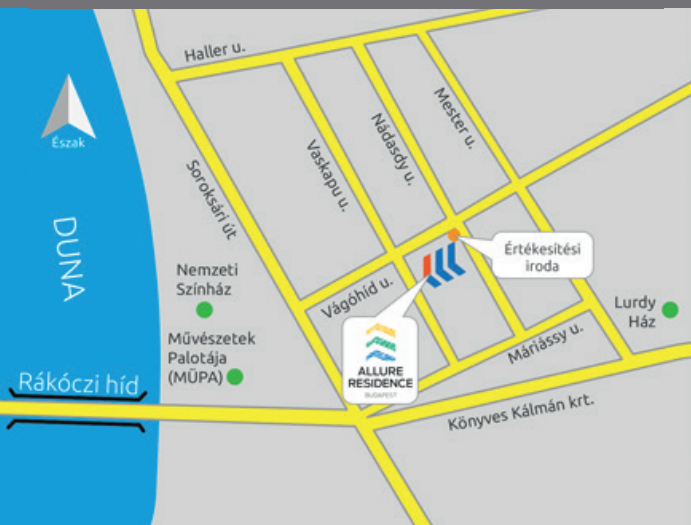 Haller u.
Észak
Mester u.
Nádasdy u.
Vaskapu u.
Soroksári út
DUNA
Értékesítési
iroda
Nemzeti
Színház
Vágóhíd u.
Lurdy
Ház
Művészetek
Palotája
(MÜPA)
Máriássy u.
ALLURE
RESIDENCE
BUDAPEST
Rákóczi híd
Könyves Kálmán krt.